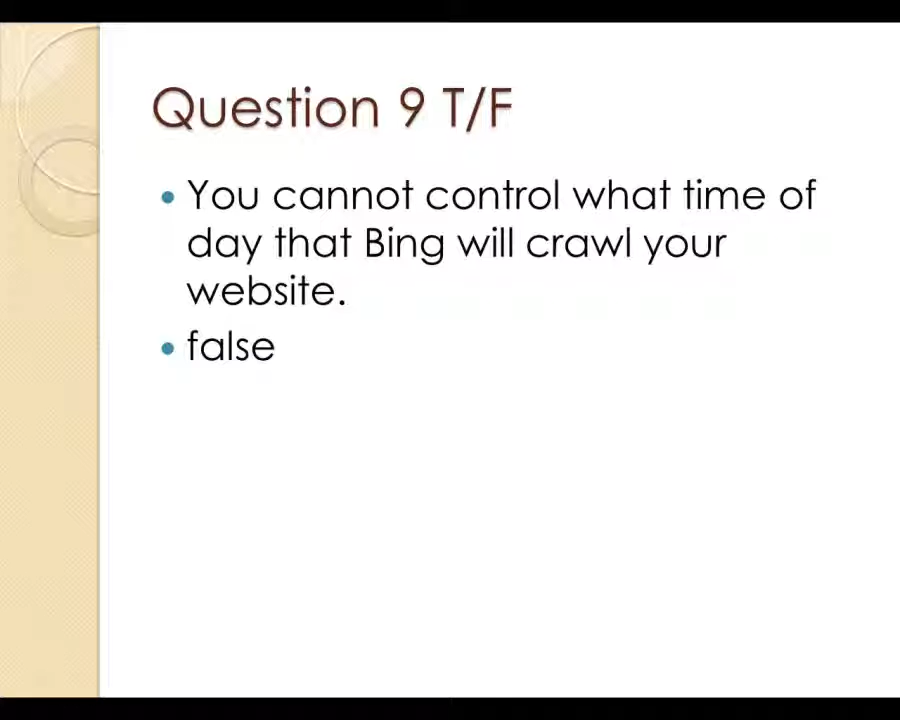 Question 9 T/F
• You cannot control what time of
day that Bing will crawl your
website.
• false